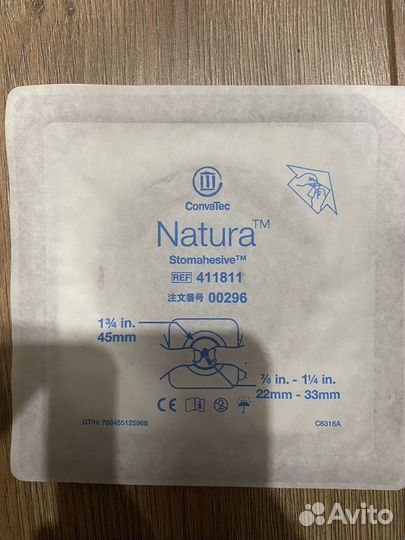 ConvaTec
Natura™
Stomahesive™
REF 411811
注文番号 00296
1¾ in.
45mm
⅞ in. - 1¼ in.
22mm - 33mm
CE
GTIN: 768455125968
C6316A
Avito